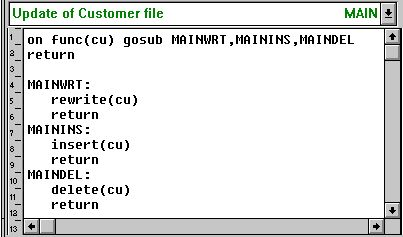 Update of Customer file MAIN
1 on func(cu) gosub MAINWRT,MAININS,MAINDEL
2 return
3
4 MAINWRT:
5 rewrite(cu)
6 return
7 MAININS:
8 insert(cu)
9 return
10 MAINDEL:
11 delete(cu)
12 return
13